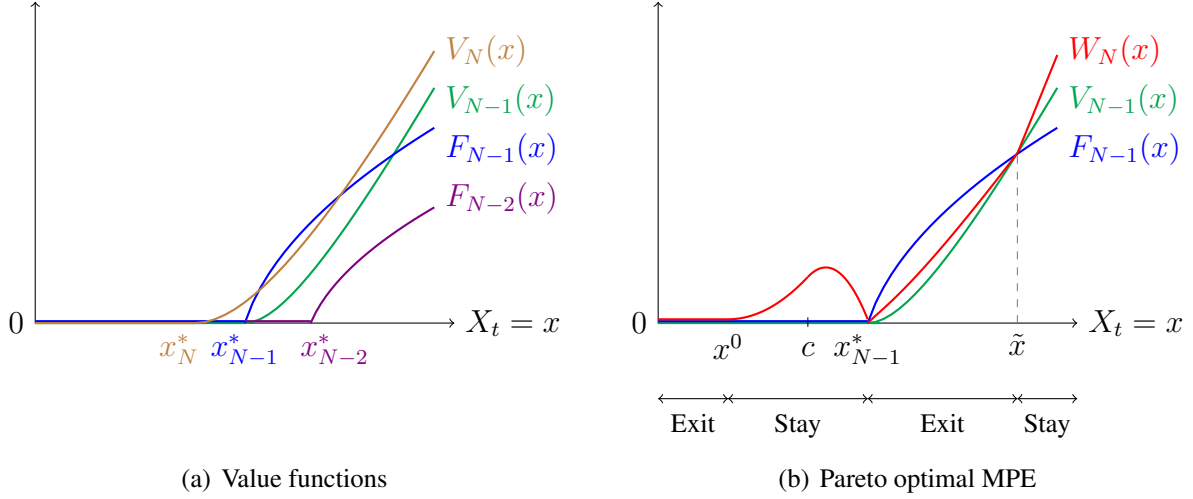 V_N(x)
V_{N−1}(x)
F_{N−1}(x)
F_{N−2}(x)
0
X_t = x
x^*_N
x^*_{N−1}
x^*_{N−2}
(a) Value functions
W_N(x)
V_{N−1}(x)
F_{N−1}(x)
0
X_t = x
x^0
c
x^*_{N−1}
x̃
Exit
Stay
Exit
Stay
(b) Pareto optimal MPE